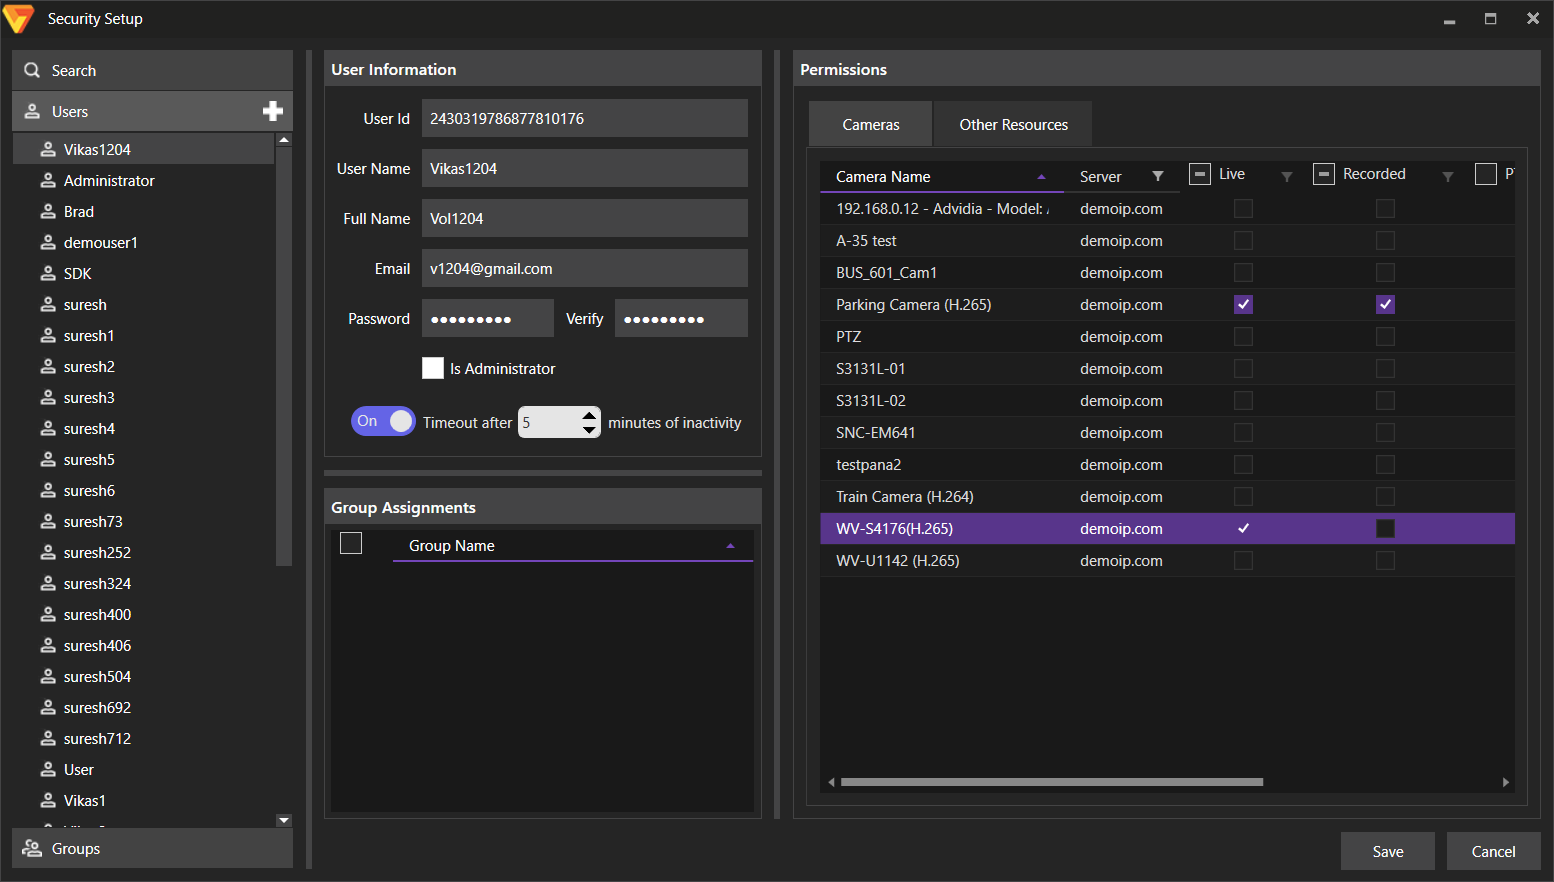 Security Setup
Search
Users
Vikas1204
Administrator
Brad
demouser1
SDK
suresh
suresh1
suresh2
suresh3
suresh4
suresh5
suresh6
suresh73
suresh252
suresh324
suresh400
suresh406
suresh504
suresh692
suresh712
User
Vikas1
Groups
User Information
User Id 2430319786877810176
User Name Vikas1204
Full Name Vol1204
Email v1204@gmail.com
Password ●●●●●●●●● Verify ●●●●●●●●●
Is Administrator
On Timeout after 5 minutes of inactivity
Group Assignments
Group Name
Permissions
Cameras Other Resources
Camera Name Server Live Recorded
192.168.0.12 - Advidia - Model: demoip.com
A-35 test demoip.com
BUS_601_Cam1 demoip.com
Parking Camera (H.265) demoip.com
PTZ demoip.com
S3131L-01 demoip.com
S3131L-02 demoip.com
SNC-EM641 demoip.com
testpana2 demoip.com
Train Camera (H.264) demoip.com
WV-S4176(H.265) demoip.com
WV-U1142 (H.265) demoip.com
Save Cancel